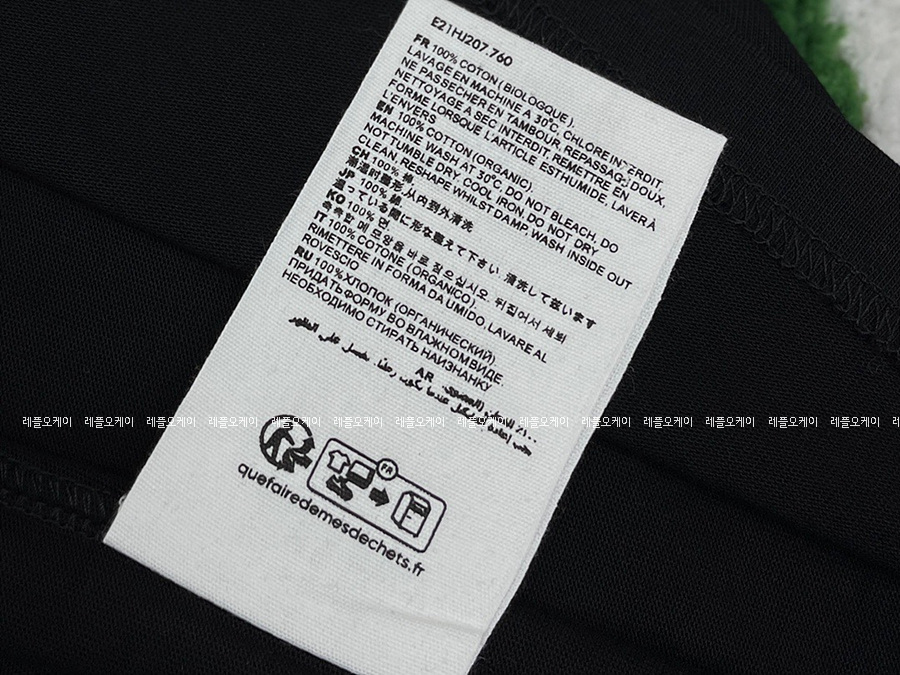 E21HJ207.760
FR 100% COTON (BIOLOGQUE).
LAVAGE EN MACHINE A 30°C. CHLORE INTERDIT,
NE PAS SECHER EN TAMBOUR. REPASSAGE DOUX.
NETTOYAGE A SEC INTERDIT. REMETTRE EN
FORME LORSQUE L'ARTICLE ESTHUMIDE, LAVER À
L'ENVERS
EN 100% COTTON (ORGANIC).
MACHINE WASH AT 30°C, DO NOT BLEACH, DO
NOT TUMBLE DRY, COOL IRON, DO NOT DRY
CLEAN, RESHAPE WHILST DAMP, WASH INSIDE OUT
CH 100% 棉,
潮湿时整形,从内到外清洗
JP 100% 綿,
湿っている間に形を整えて下さい 清洗して裁います
KO 100% 면.
축축할 때 모양을 바로 잡으십시오 뒤집어서 세탁
IT 100% COTONE (ORGANICO).
RIMETTERE IN FORMA DA UMIDO, LAVARE AL
ROVESCIO
RU 100% ХЛОПОК (ОРГАНИЧЕСКИЙ).
ПРИДАТЬ ФОРМУ ВО ВЛАЖНОМ ВИДЕ.
НЕОБХОДИМО СТИРАТЬ НАИЗНАНКУ
AR
FR
quefairedemesdechets.fr
레플오케이 레플오케이 레플오케이 레플오케이 레플오케이 레플오케이 레플오케이 레플오케이 레플오케이 레플오케이 레플오케이 레플오케이 레플오케이 레플오케이